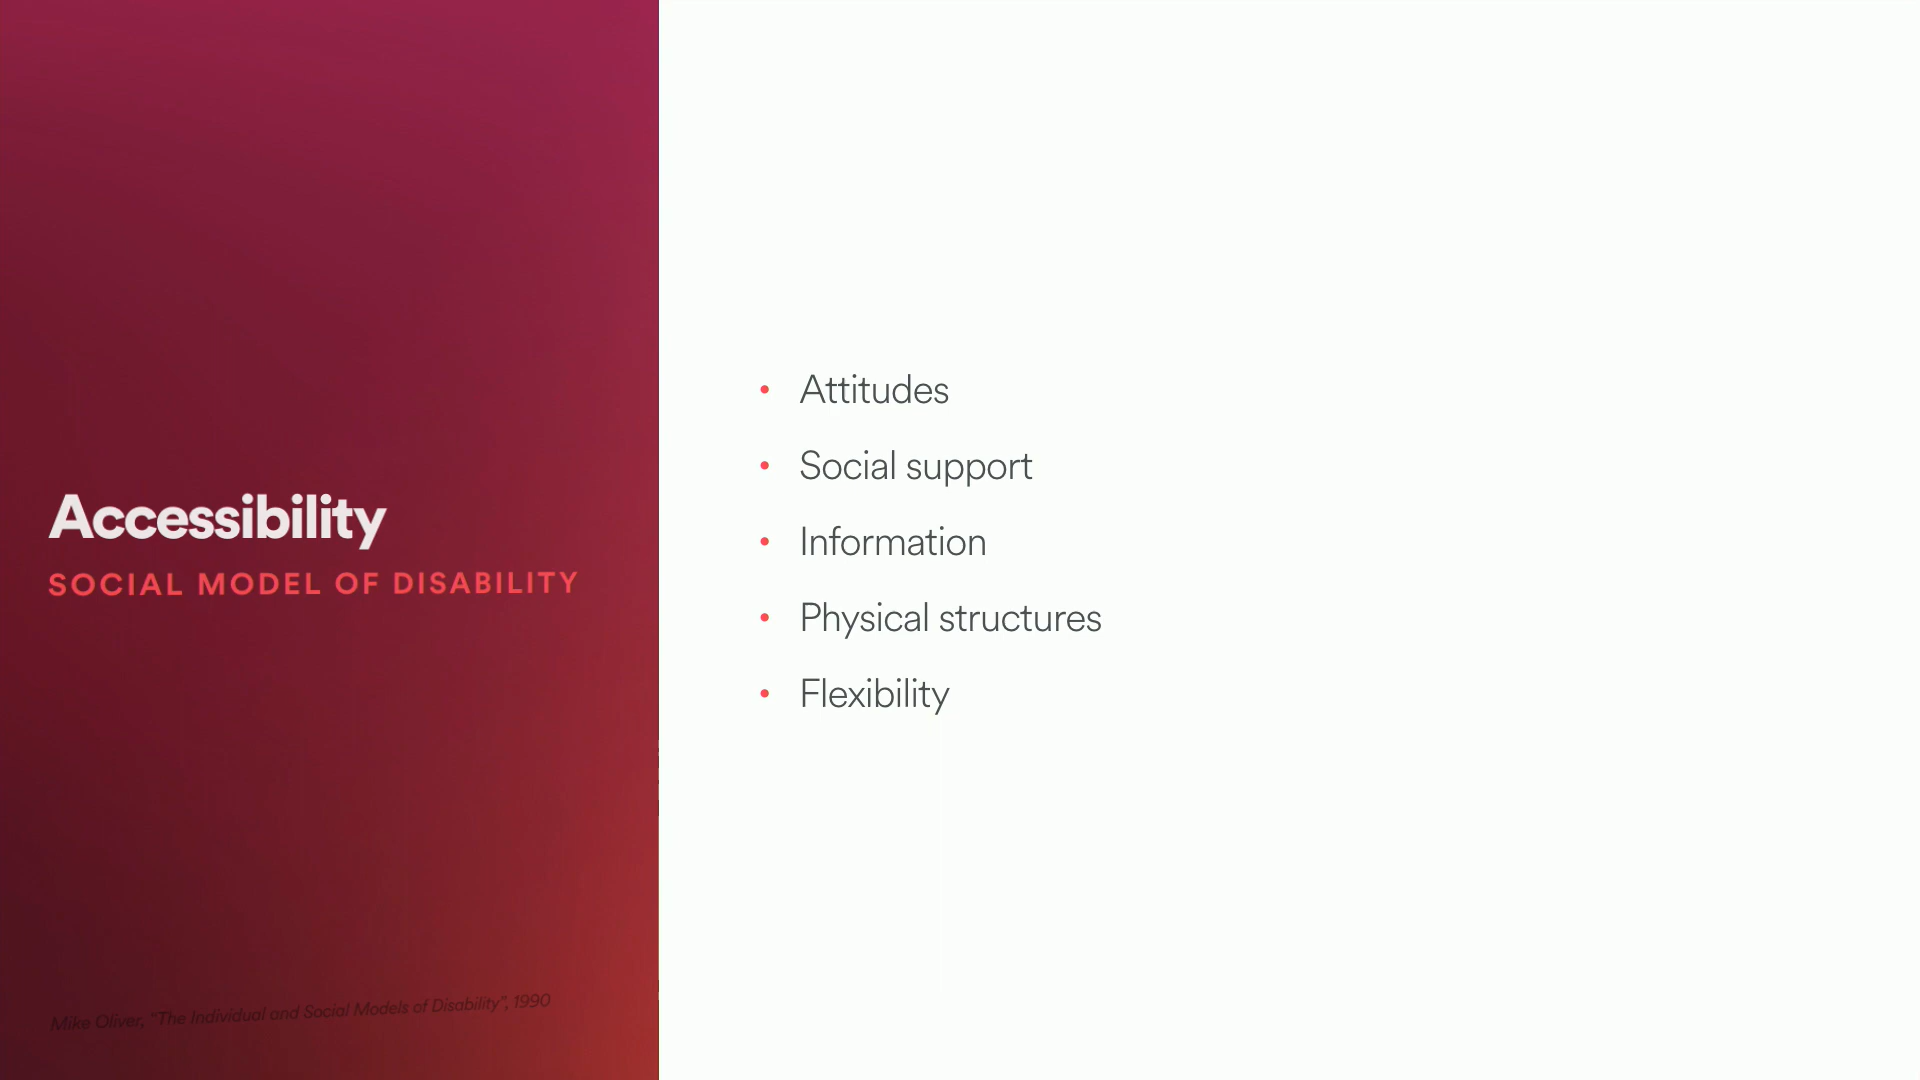 Accessibility
SOCIAL MODEL OF DISABILITY
Mike Oliver, "The Individual and Social Models of Disability", 1990
• Attitudes
• Social support
• Information
• Physical structures
• Flexibility